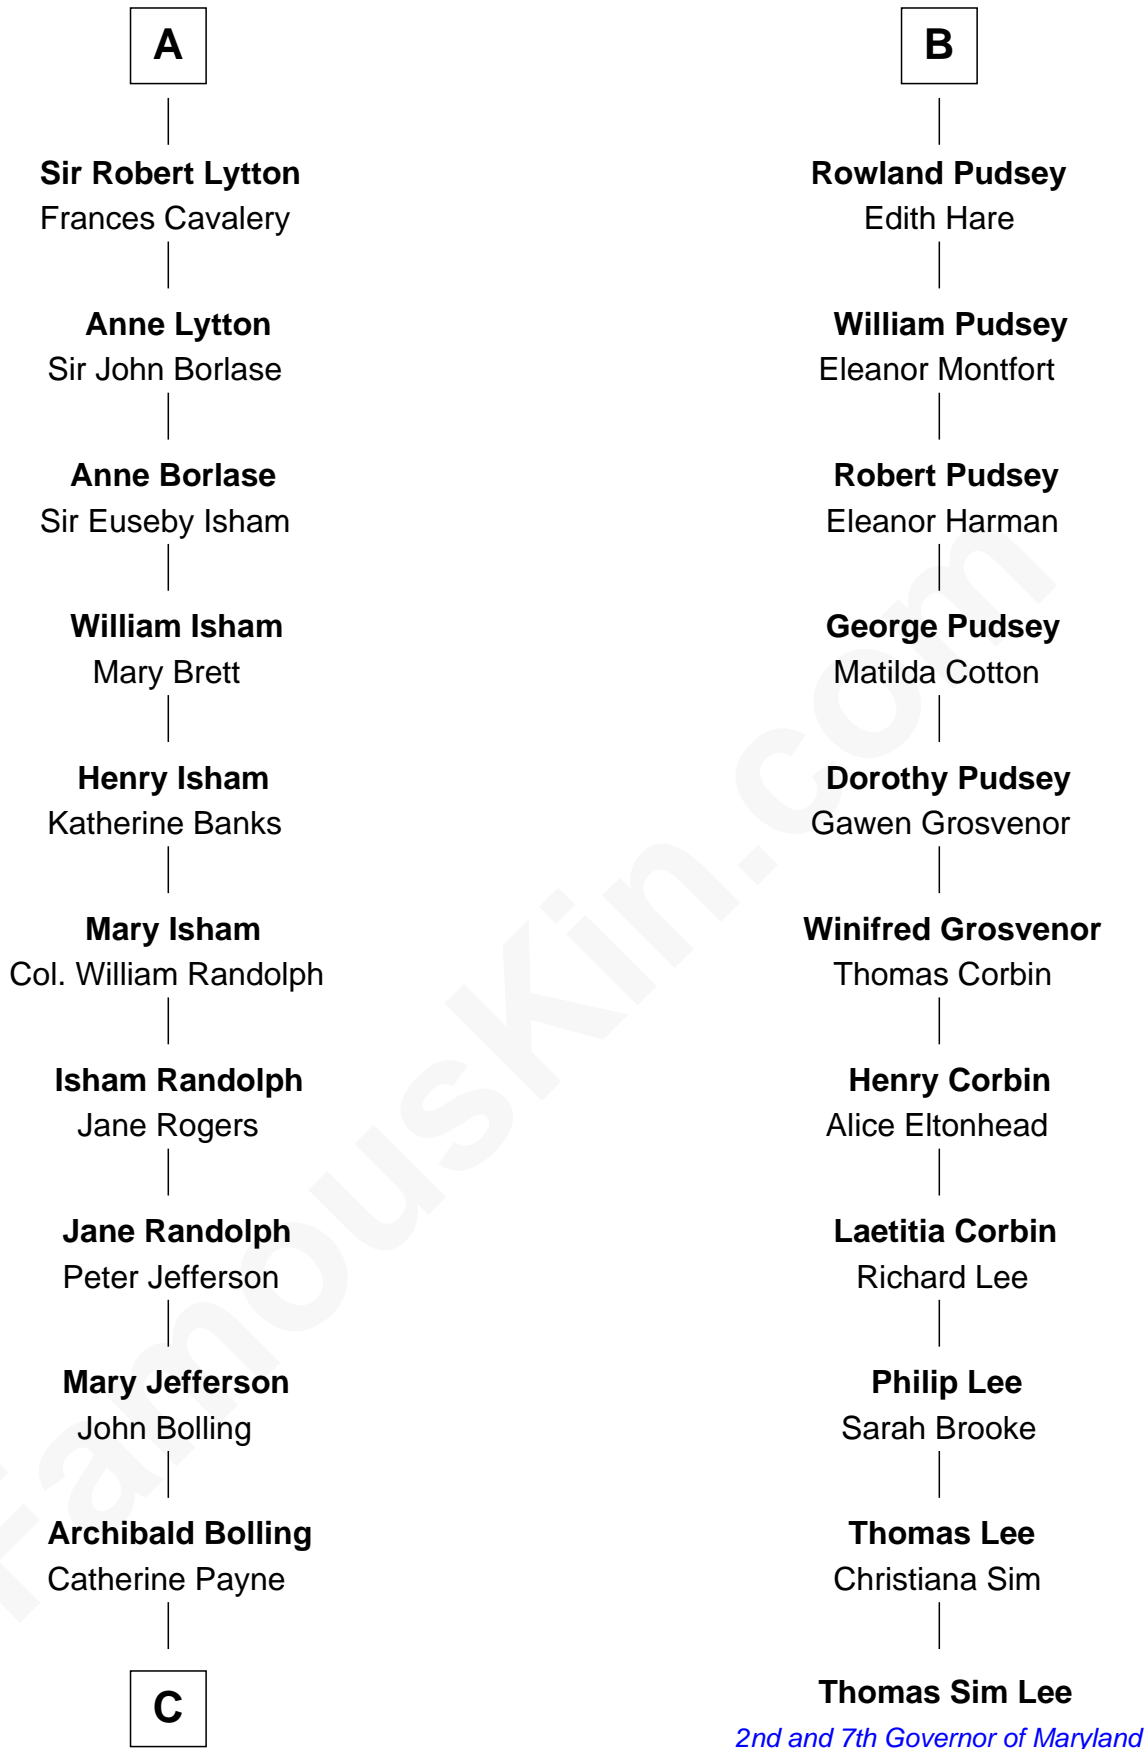 A
Sir Robert Lytton
Frances Cavalery
Anne Lytton
Sir John Borlase
Anne Borlase
Sir Euseby Isham
William Isham
Mary Brett
Henry Isham
Katherine Banks
Mary Isham
Col. William Randolph
Isham Randolph
Jane Rogers
Jane Randolph
Peter Jefferson
Mary Jefferson
John Bolling
Archibald Bolling
Catherine Payne
C
B
Rowland Pudsey
Edith Hare
William Pudsey
Eleanor Montfort
Robert Pudsey
Eleanor Harman
George Pudsey
Matilda Cotton
Dorothy Pudsey
Gawen Grosvenor
Winifred Grosvenor
Thomas Corbin
Henry Corbin
Alice Eltonhead
Laetitia Corbin
Richard Lee
Philip Lee
Sarah Brooke
Thomas Lee
Christiana Sim
Thomas Sim Lee
2nd and 7th Governor of Maryland
FamousKin.com